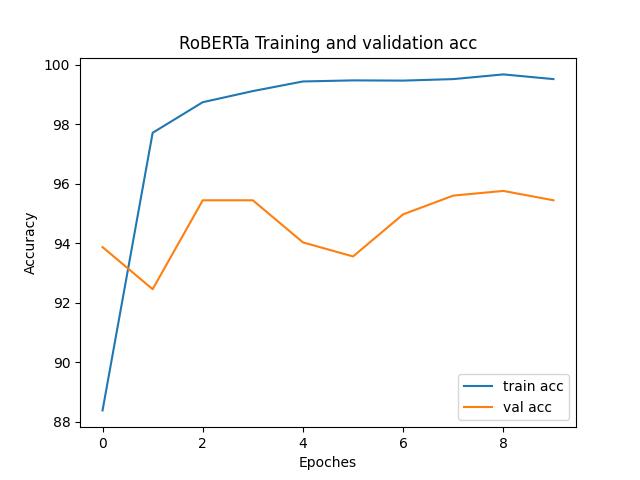 RoBERTa Training and validation acc
Accuracy
100
98
96
94
92
90
88
train acc
val acc
0
2
4
6
8
Epoches